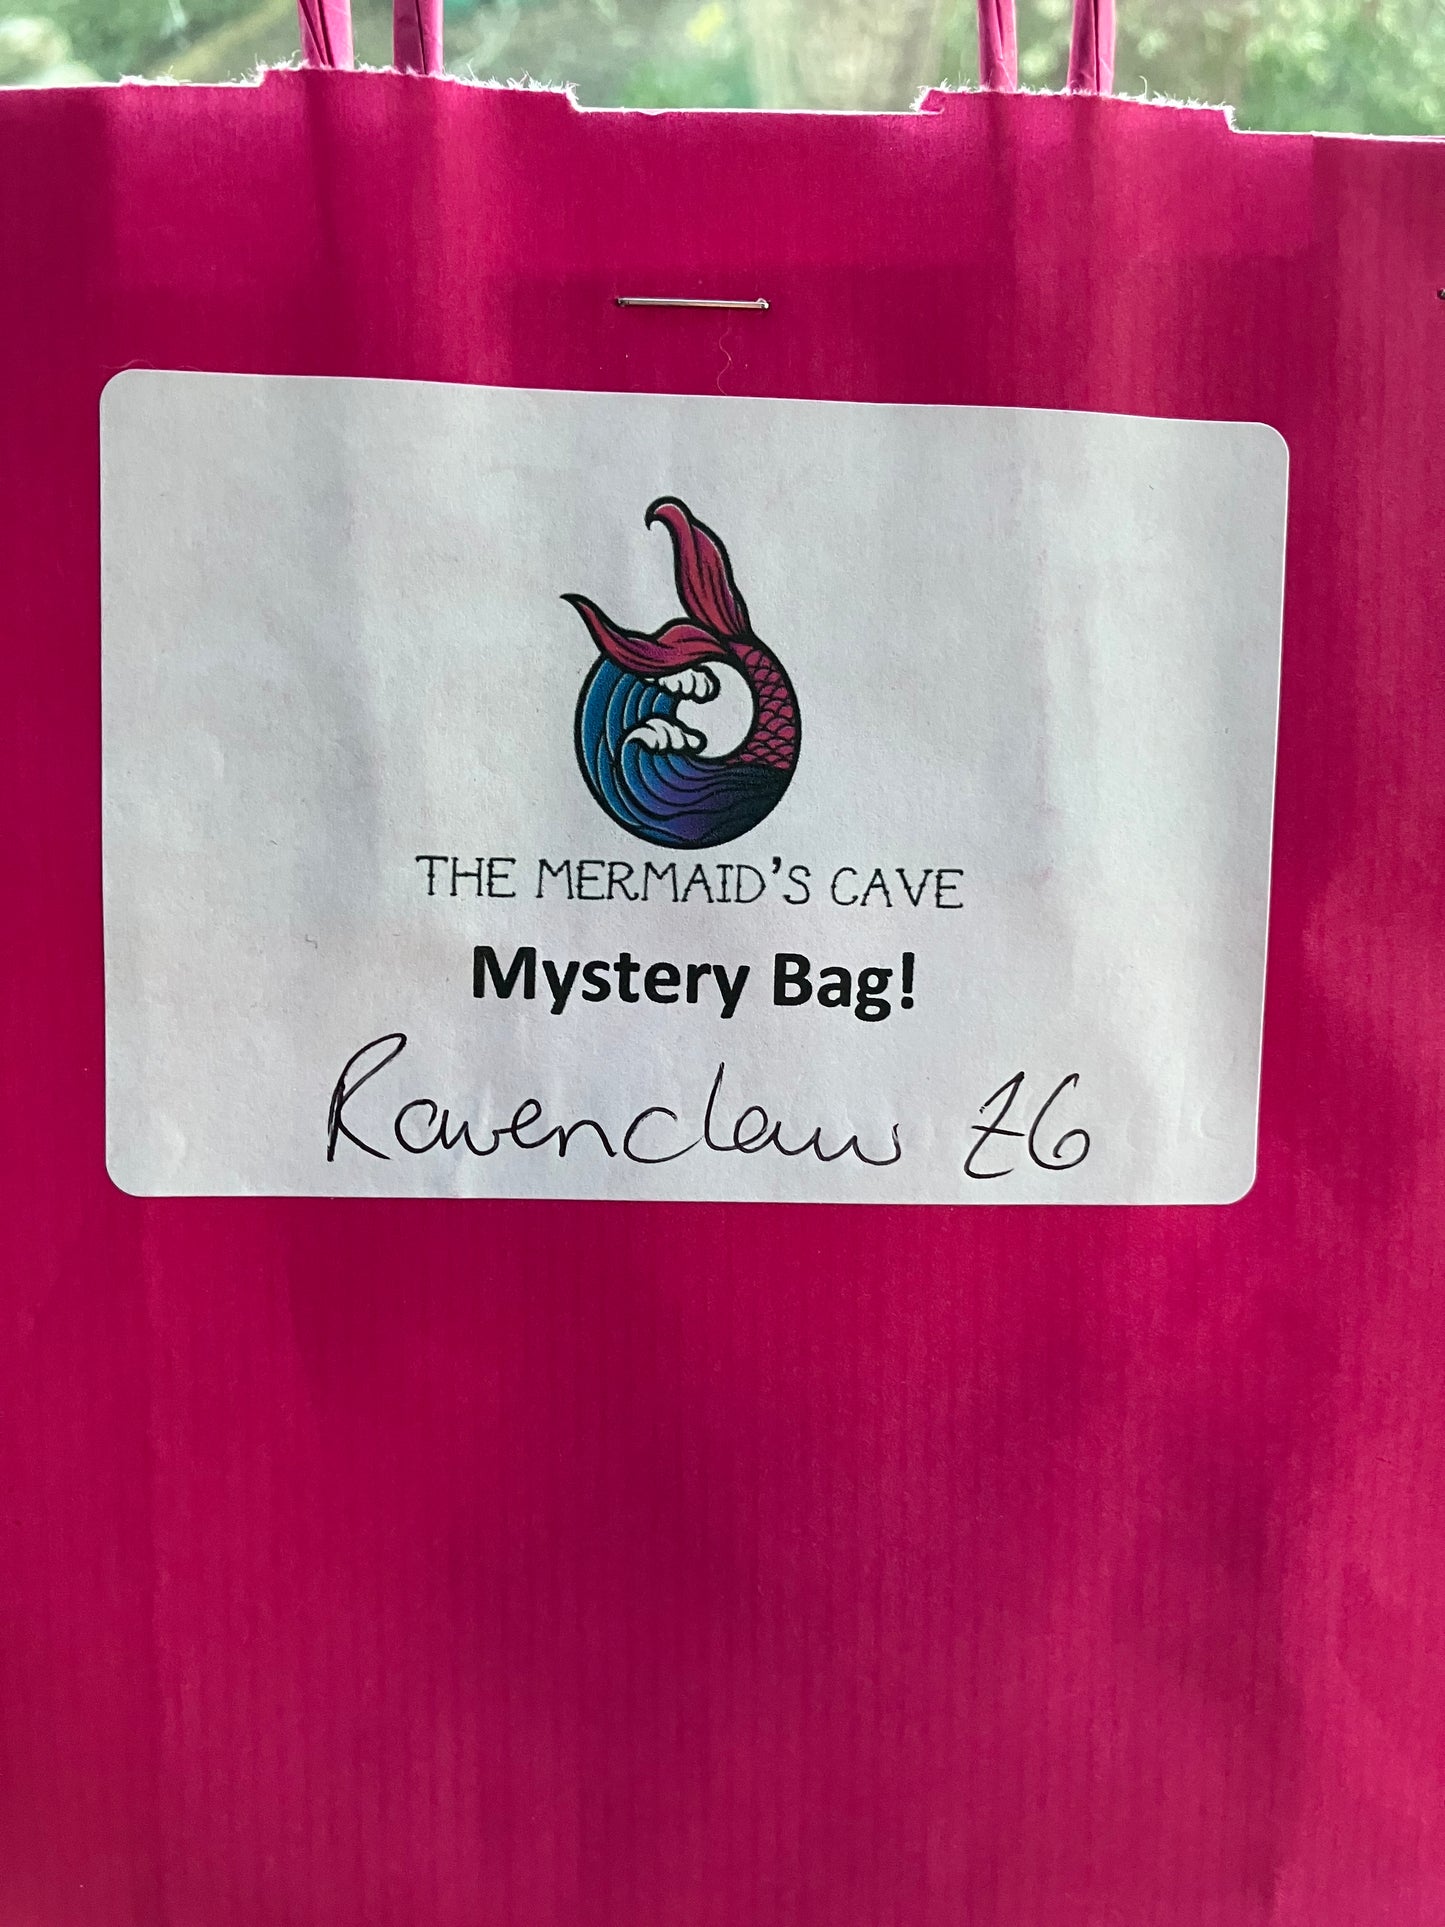 THE MERMAID'S CAVE
Mystery Bag!
Ravenclaw £6